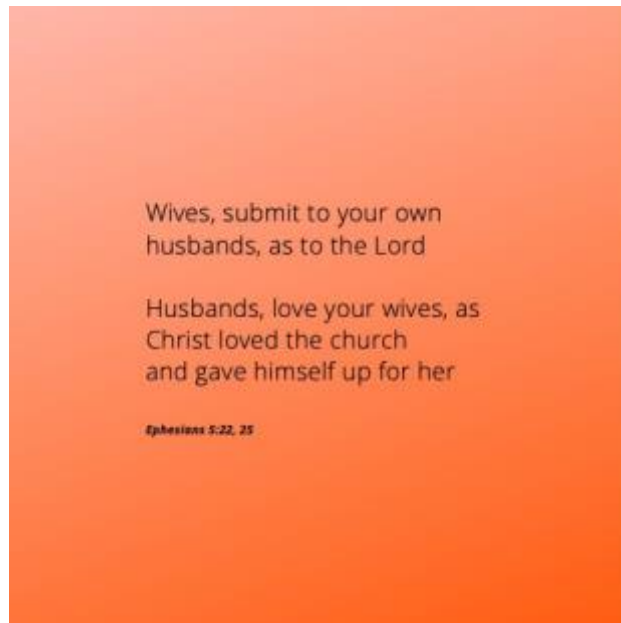 Wives, submit to your own
husbands, as to the Lord
Husbands, love your wives, as
Christ loved the church
and gave himself up for her
Ephesians 5:22, 25